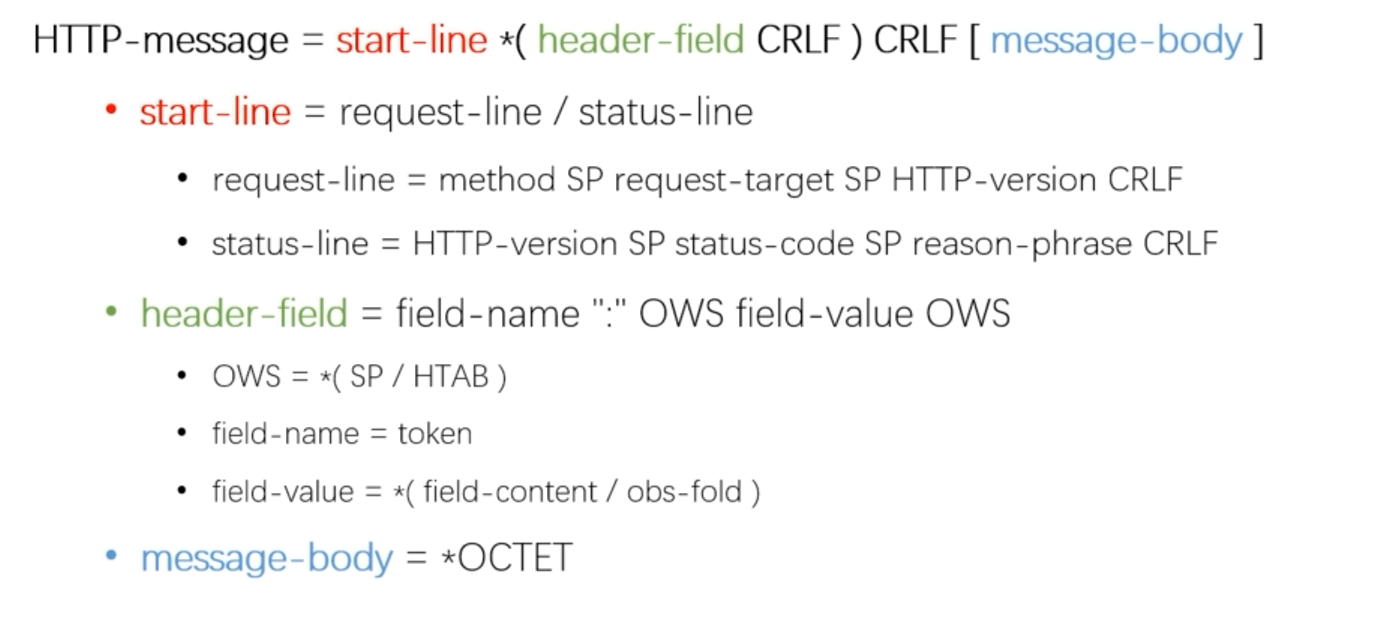 HTTP-message = start-line *( header-field CRLF ) CRLF [ message-body ]
• start-line = request-line / status-line
• request-line = method SP request-target SP HTTP-version CRLF
• status-line = HTTP-version SP status-code SP reason-phrase CRLF
• header-field = field-name ":" OWS field-value OWS
• OWS = *( SP / HTAB )
• field-name = token
• field-value = *( field-content / obs-fold )
• message-body = *OCTET